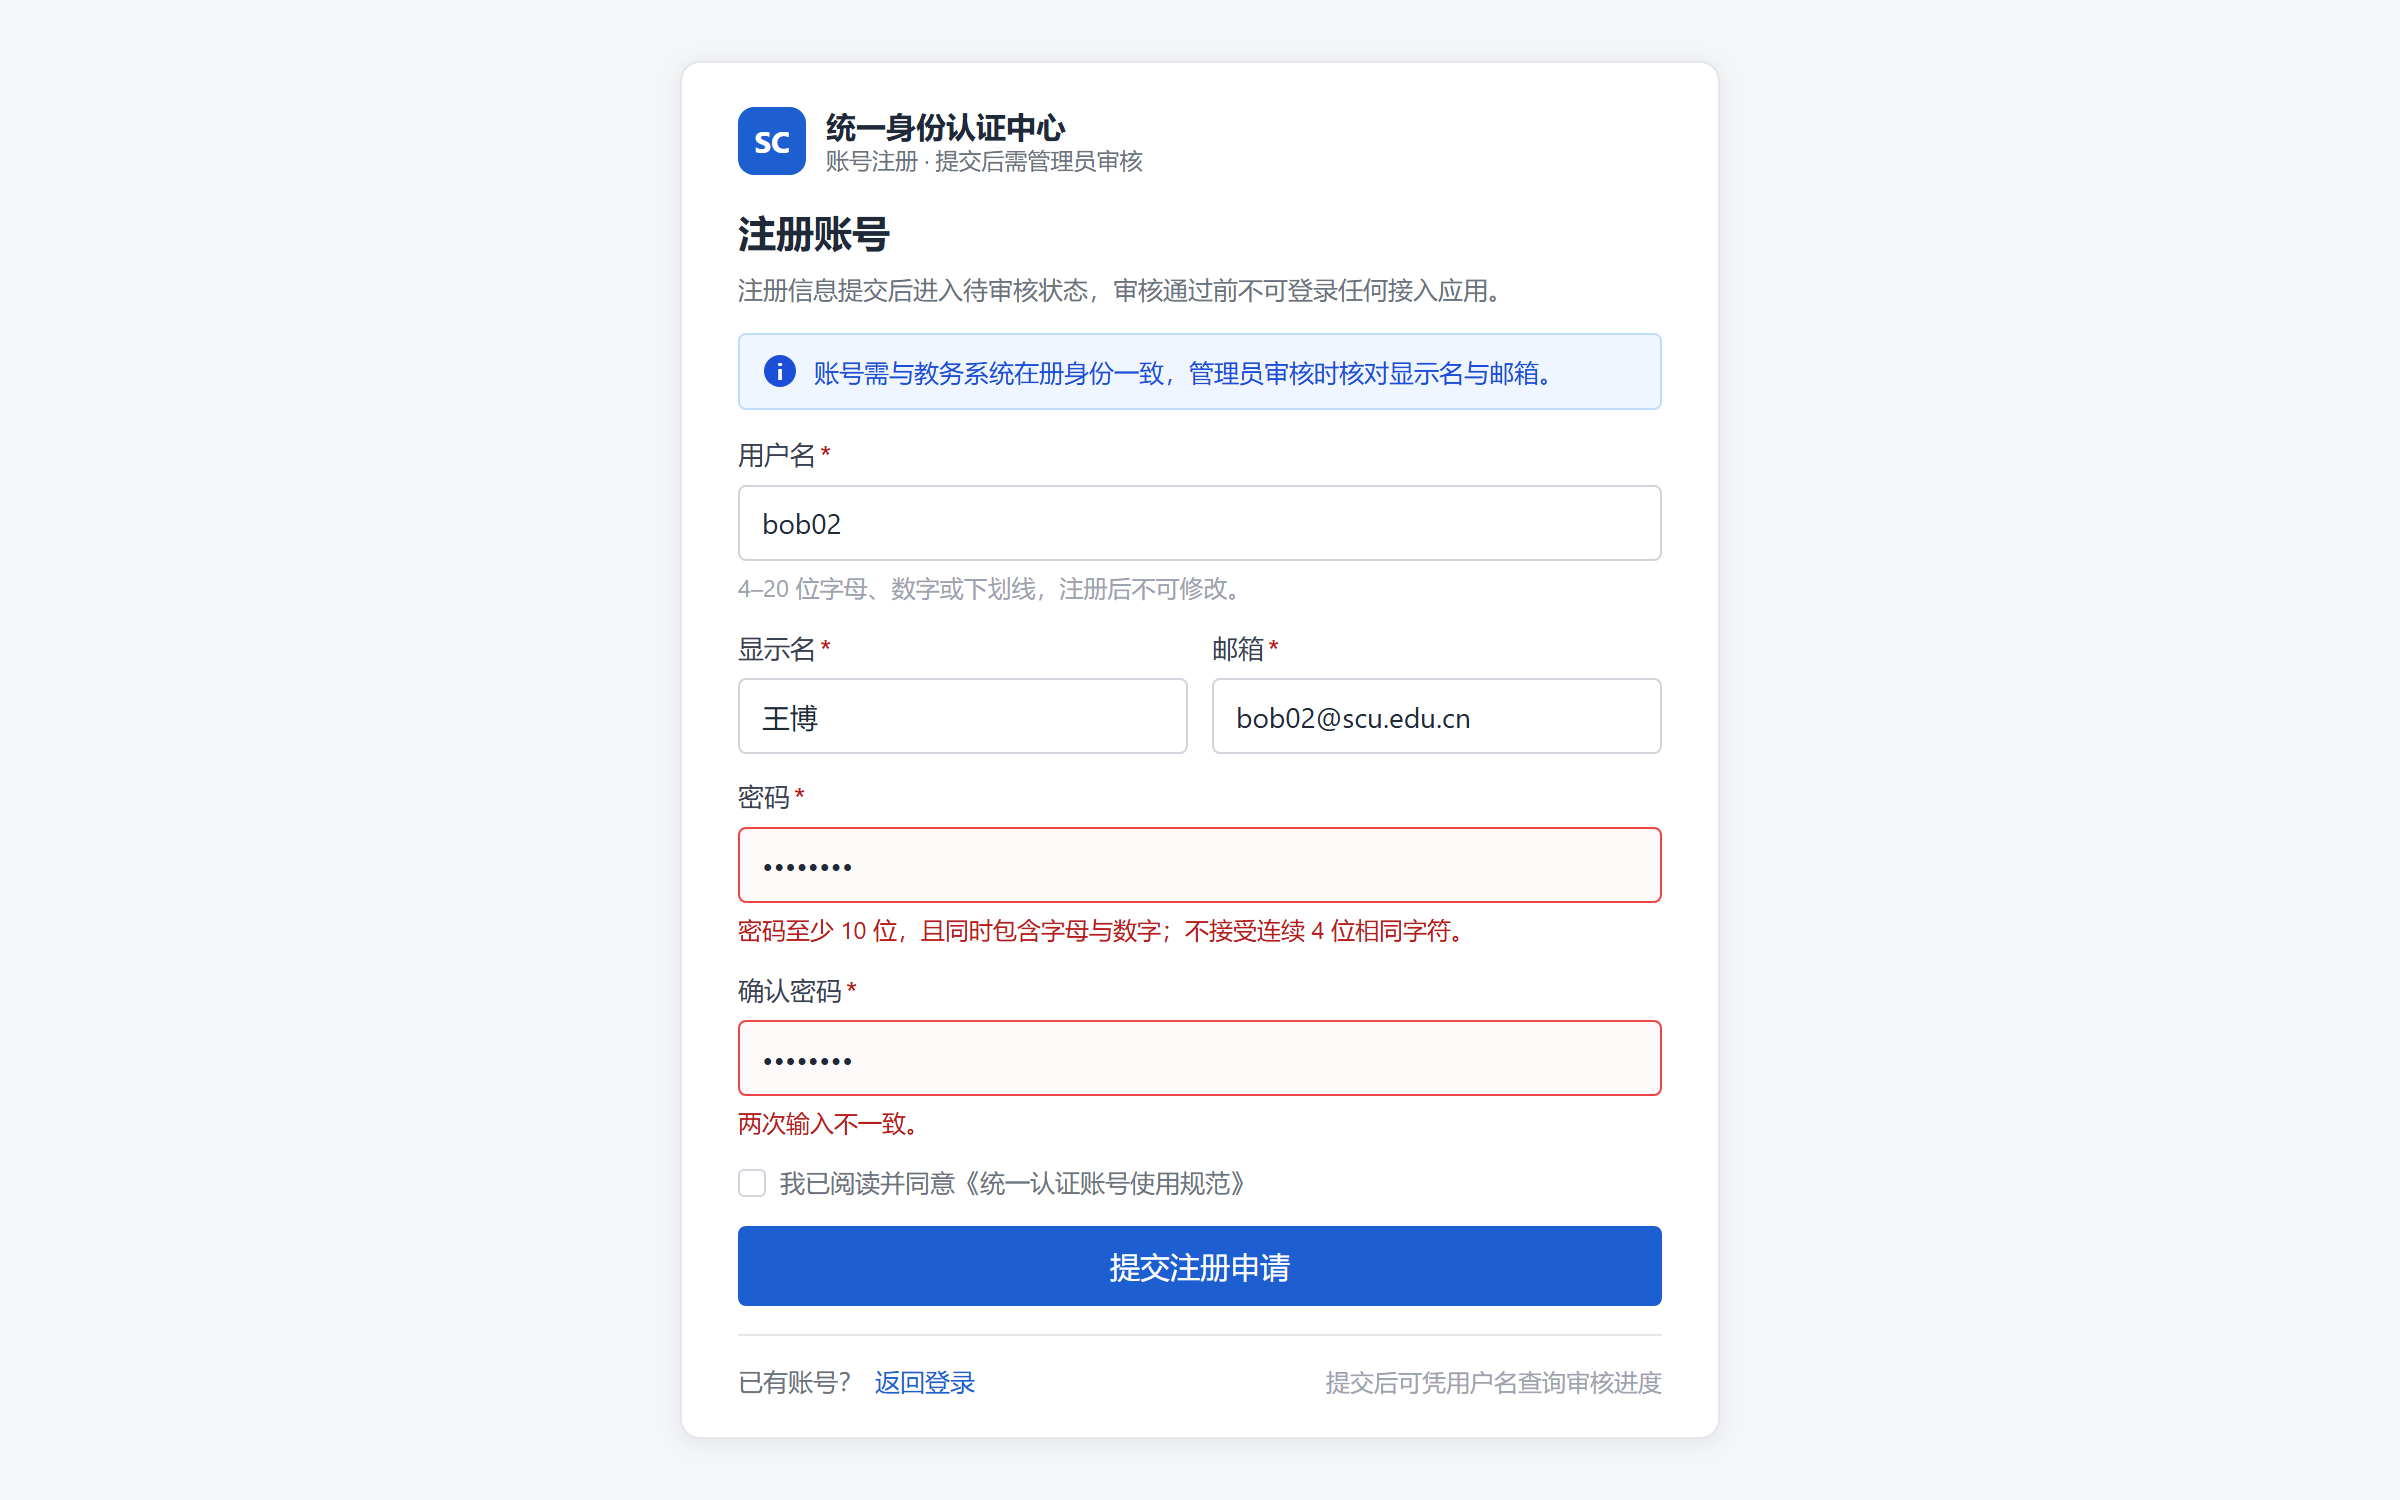 SC
统一身份认证中心
账号注册 · 提交后需管理员审核
注册账号
注册信息提交后进入待审核状态，审核通过前不可登录任何接入应用。
账号需与教务系统在册身份一致，管理员审核时核对显示名与邮箱。
用户名 *
bob02
4–20 位字母、数字或下划线，注册后不可修改。
显示名 * 邮箱 *
王博 bob02@scu.edu.cn
密码 *
••••••••
密码至少 10 位，且同时包含字母与数字；不接受连续 4 位相同字符。
确认密码 *
••••••••
两次输入不一致。
我已阅读并同意《统一认证账号使用规范》
提交注册申请
已有账号？ 返回登录 提交后可凭用户名查询审核进度